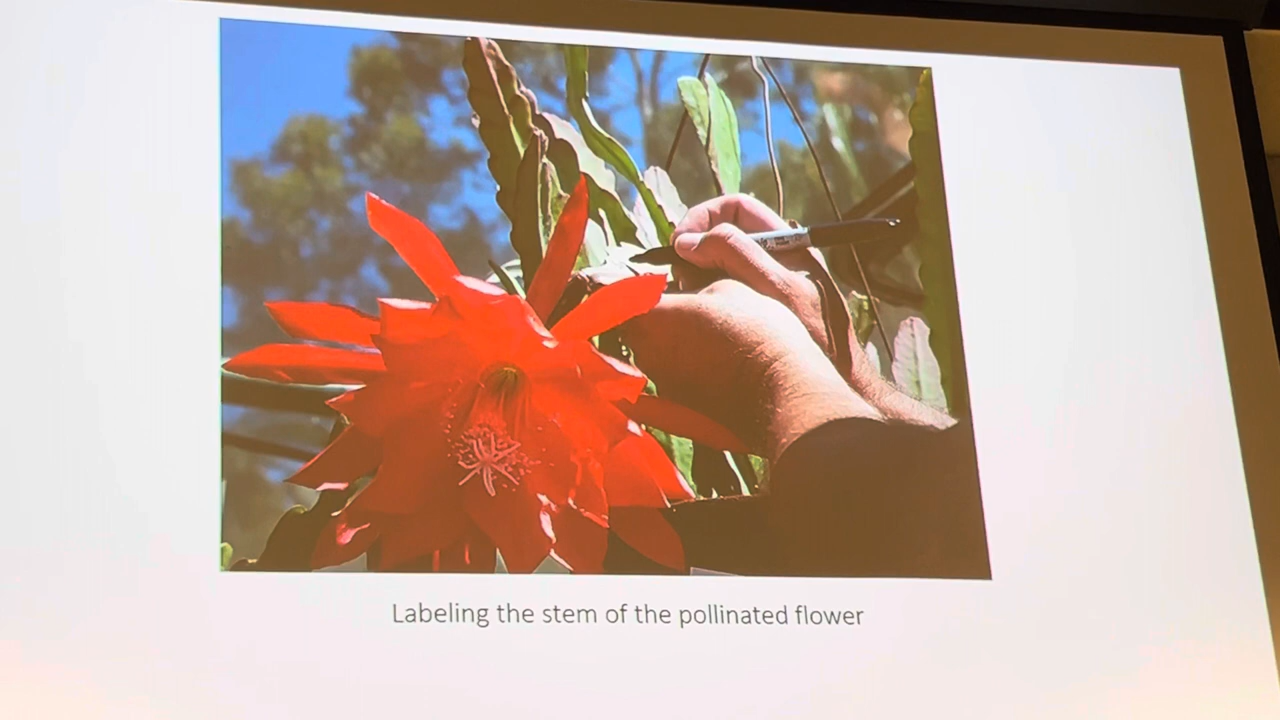 Labeling the stem of the pollinated flower